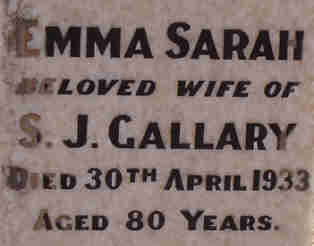 EMMA SARAH
BELOVED WIFE OF
S. J. GALLARY
DIED 30TH APRIL 1933
AGED 80 YEARS.